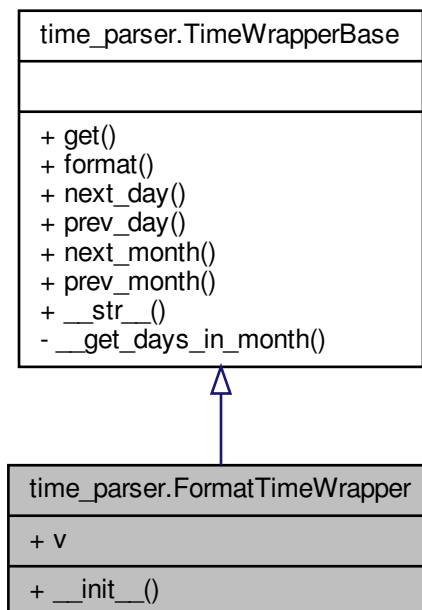 time_parser.TimeWrapperBase
+ get()
+ format()
+ next_day()
+ prev_day()
+ next_month()
+ prev_month()
+ __str__()
- __get_days_in_month()
time_parser.FormatTimeWrapper
+ v
+ __init__()